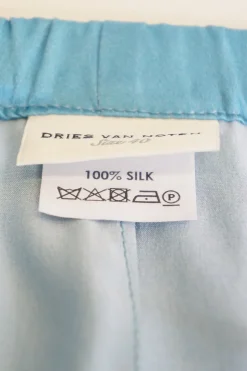 DRIES VAN NOTEN
Size 40
100% SILK
P